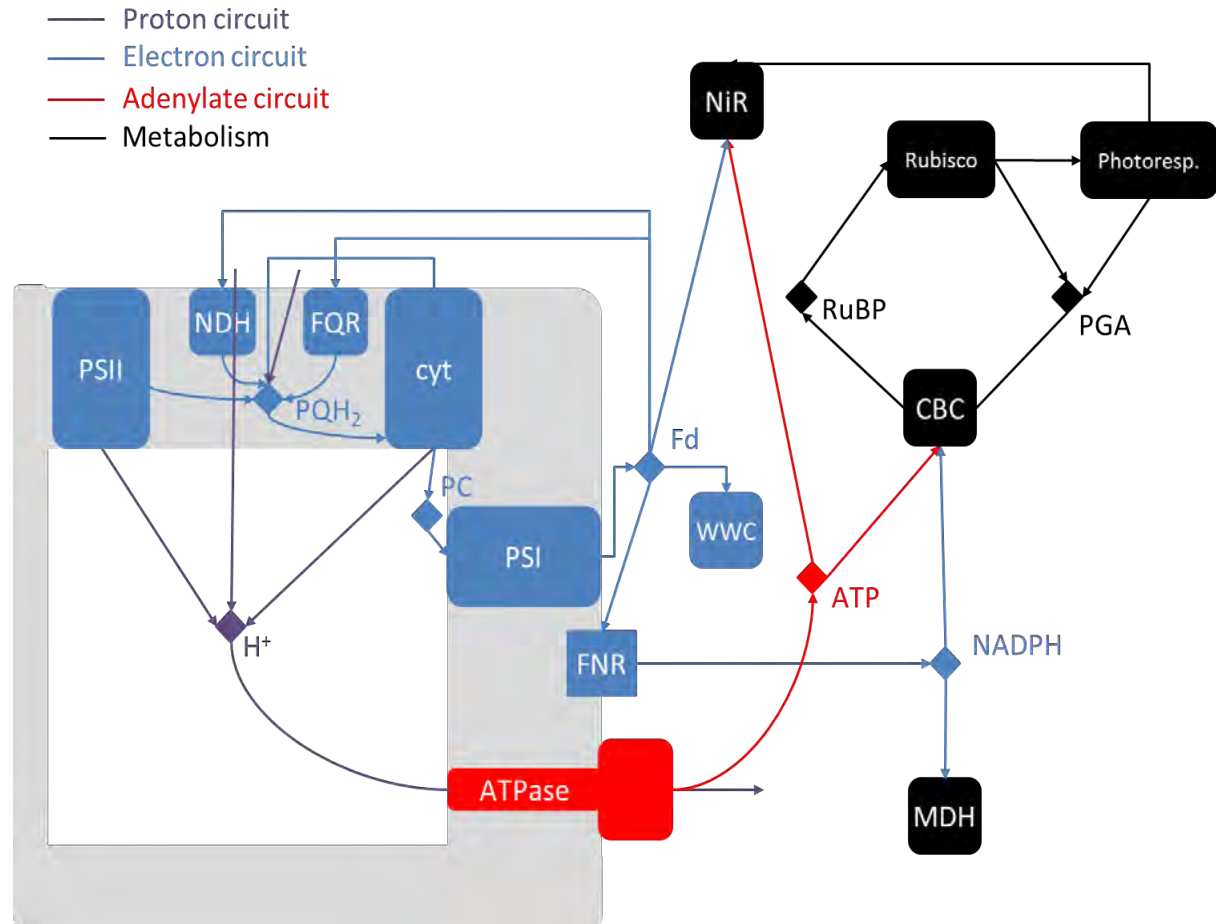 Proton circuit
Electron circuit
Adenylate circuit
Metabolism
NiR
Rubisco
Photoresp.
NDH
FQR
PSII
cyt
RuBP
PGA
PQH₂
CBC
Fd
PC
WWC
PSI
ATP
H⁺
FNR
NADPH
ATPase
MDH